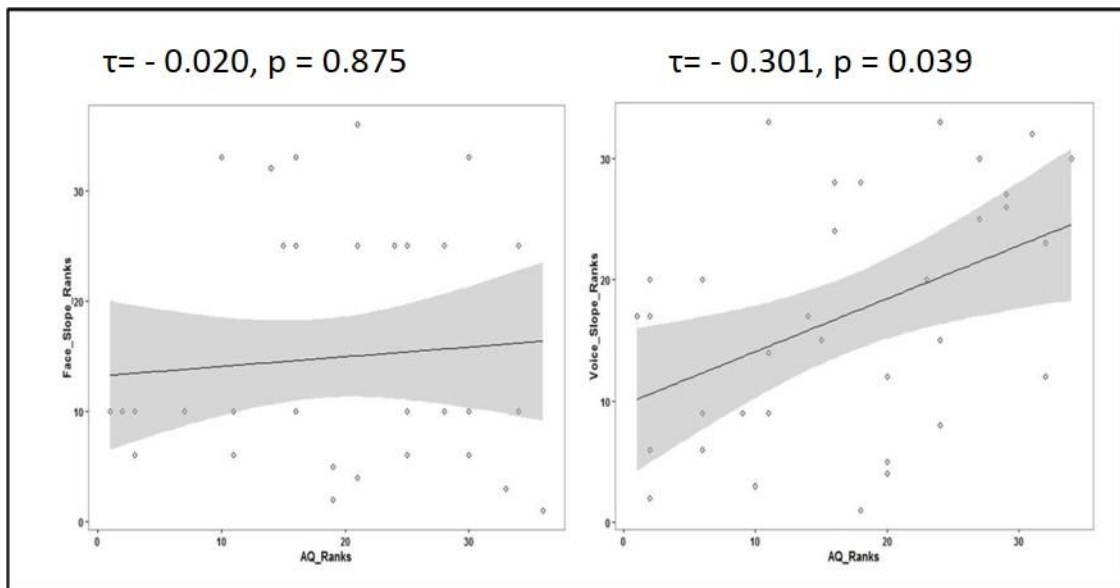 τ= - 0.020, p = 0.875
τ= - 0.301, p = 0.039
Face_Slope_Ranks
30
20
10
0
0
10
20
30
AQ_Ranks
Voice_Slope_Ranks
30
20
10
0
0
10
20
30
AQ_Ranks